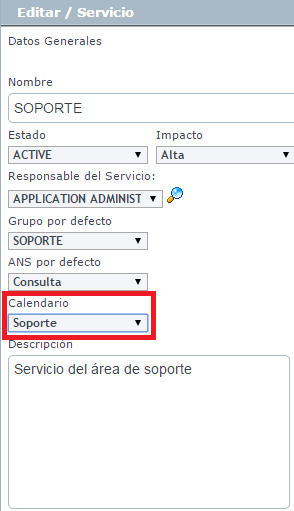 Editar / Servicio
Datos Generales
Nombre
SOPORTE
Estado Impacto
ACTIVE Alta
Responsable del Servicio:
APPLICATION ADMINIST
Grupo por defecto
SOPORTE
ANS por defecto
Consulta
Calendario
Soporte
Descripción
Servicio del área de soporte